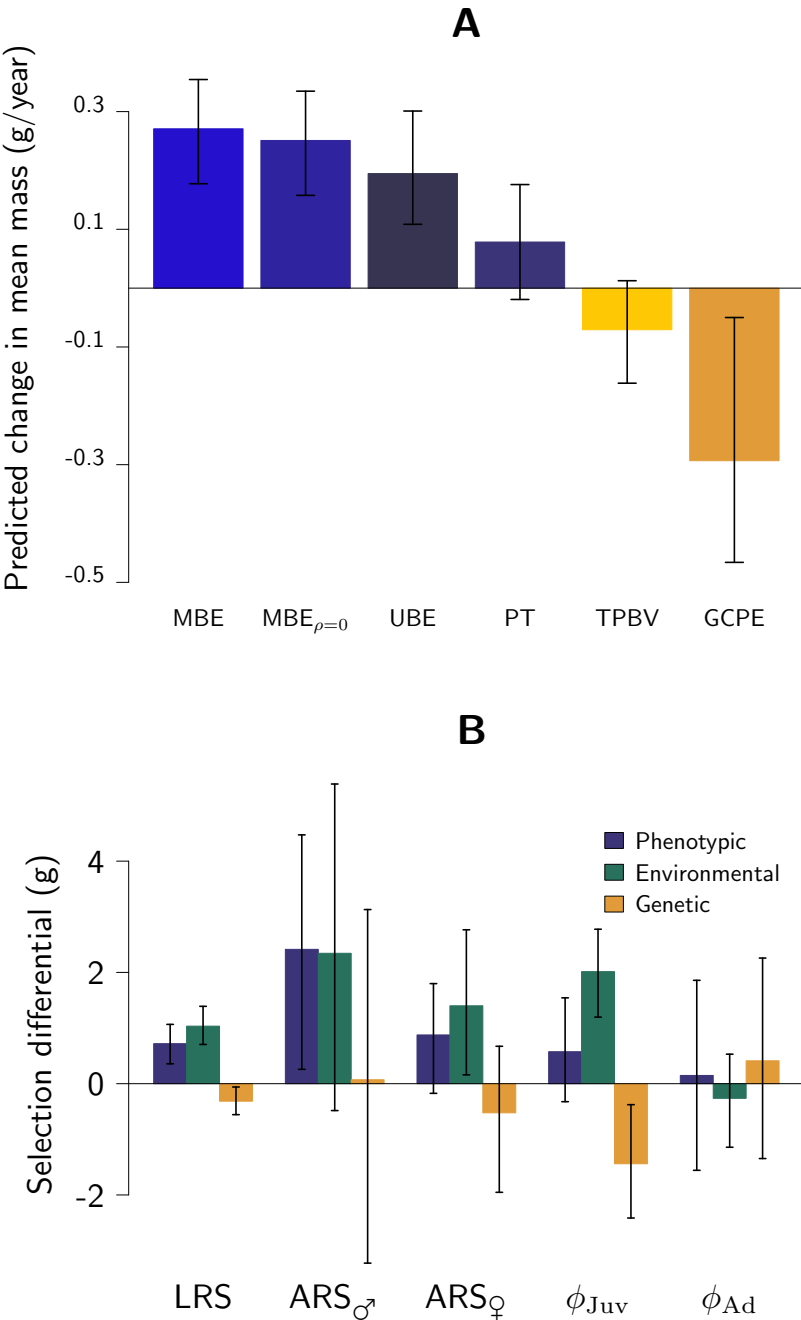 A
Predicted change in mean mass (g/year)
0.3
0.1
-0.1
-0.3
-0.5
MBE MBEρ=0 UBE PT TPBV GCPE
B
Selection differential (g)
4
2
0
-2
Phenotypic
Environmental
Genetic
LRS ARS♂ ARS♀ ϕJuv ϕAd